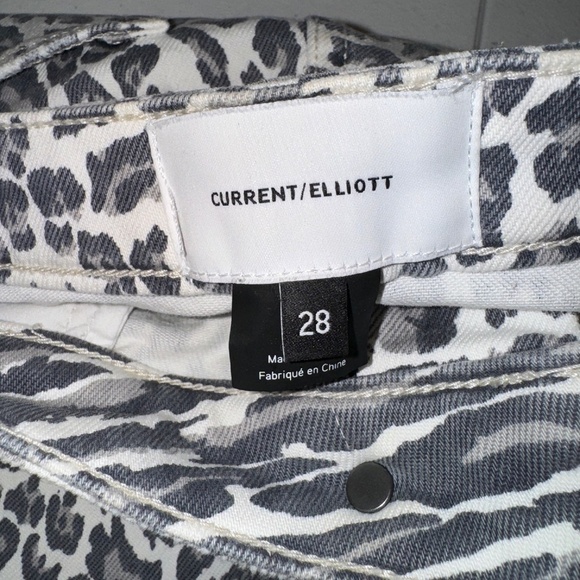 CURRENT/ELLIOTT
28
Fabriqué en Chine